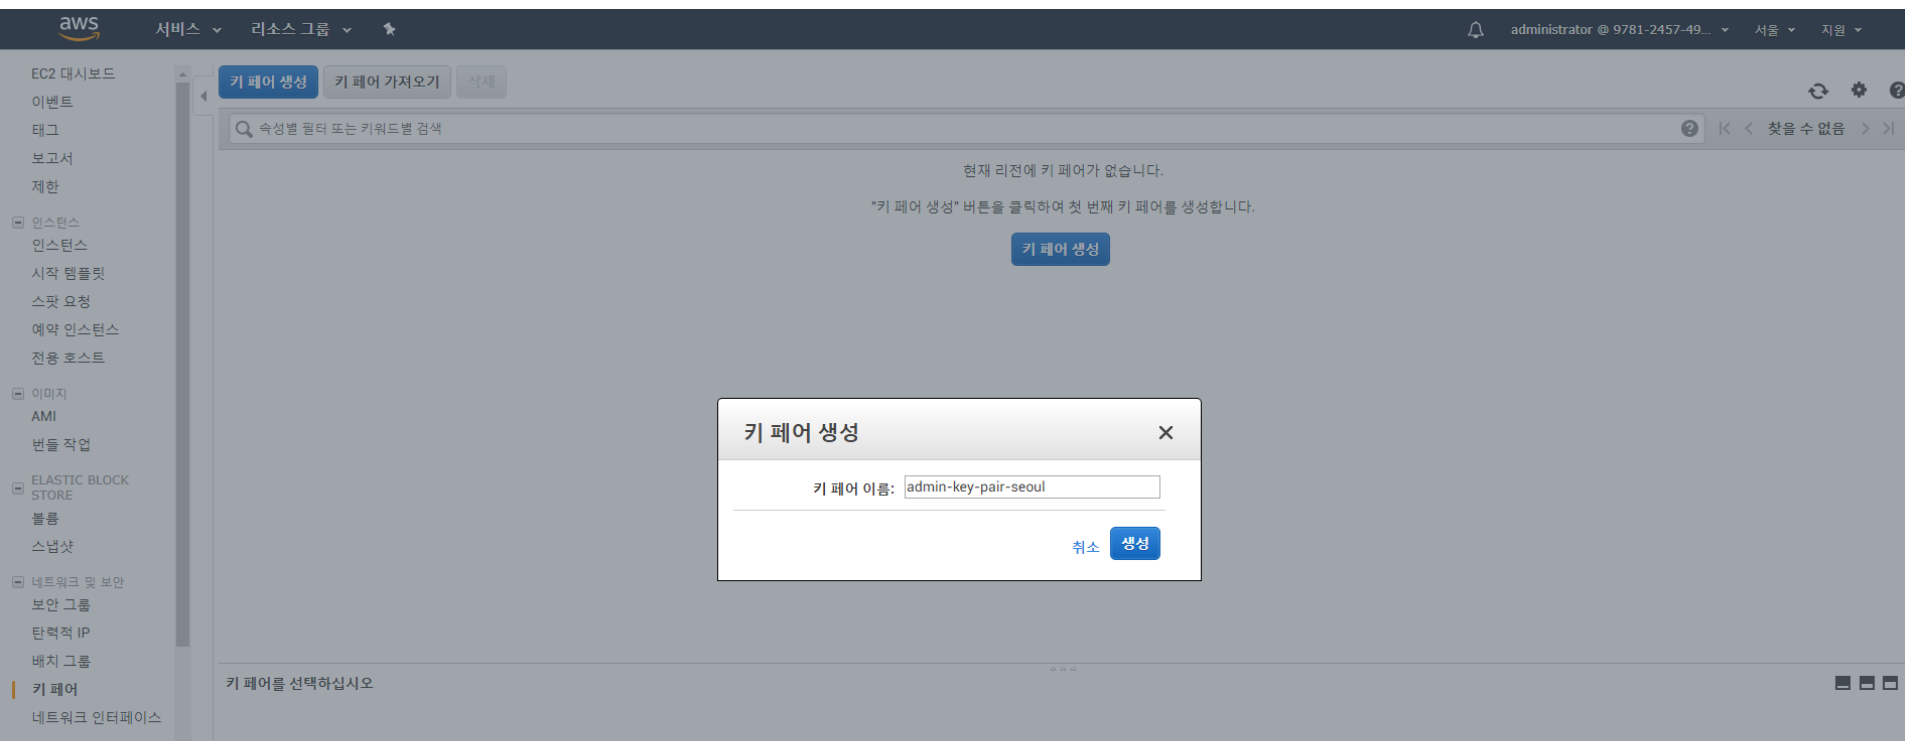 aws
서비스
리소스 그룹
administrator @ 9781-2457-49...
서울
지원
EC2 대시보드
이벤트
태그
보고서
제한
인스턴스
인스턴스
시작 템플릿
스팟 요청
예약 인스턴스
전용 호스트
이미지
AMI
번들 작업
ELASTIC BLOCK
STORE
볼륨
스냅샷
네트워크 및 보안
보안 그룹
탄력적 IP
배치 그룹
키 페어
네트워크 인터페이스
키 페어 생성
키 페어 가져오기
삭제
속성별 필터 또는 키워드별 검색
찾을 수 없음
현재 리전에 키 페어가 없습니다.
"키 페어 생성" 버튼을 클릭하여 첫 번째 키 페어를 생성합니다.
키 페어 생성
키 페어 생성
키 페어 이름: admin-key-pair-seoul
취소
생성
키 페어를 선택하십시오